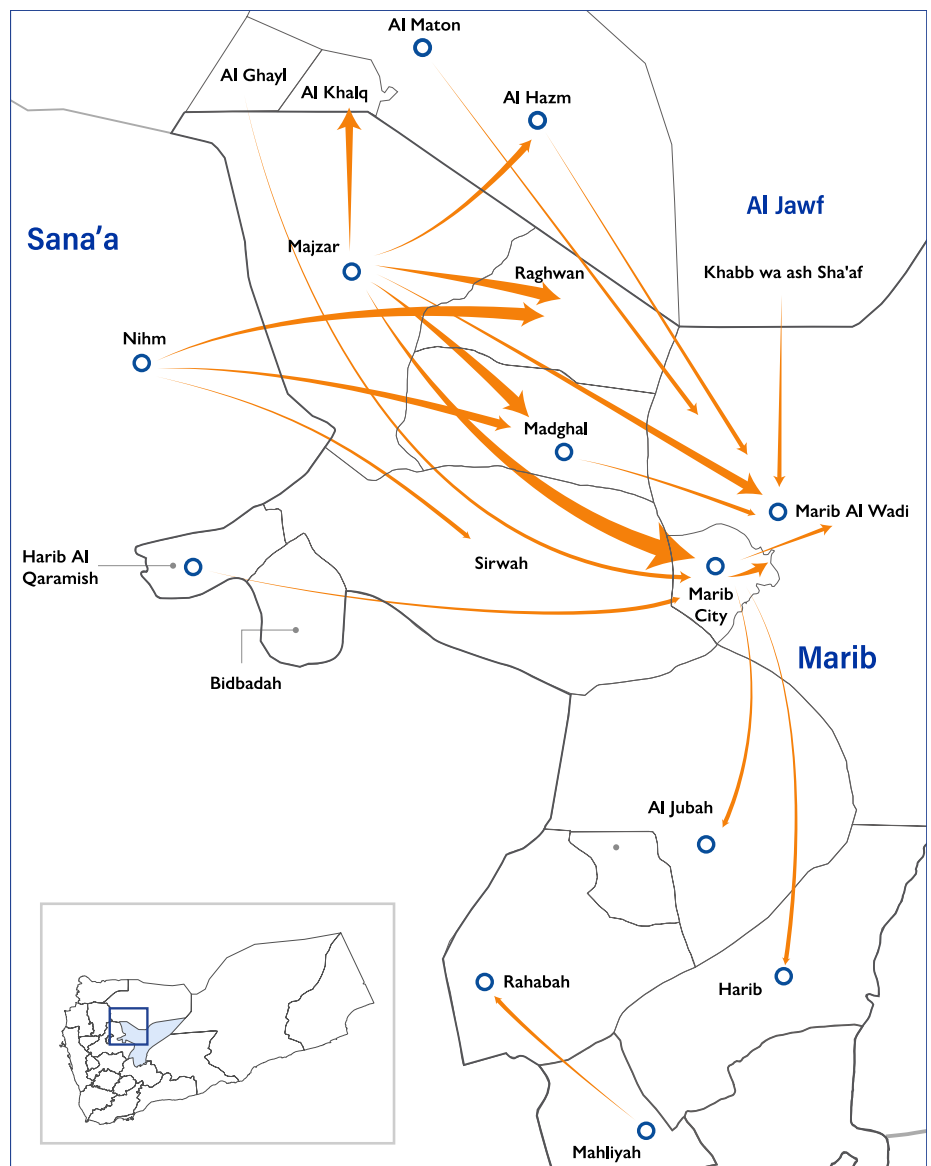 Al Maton
Al Ghayl
Al Khalq
Al Hazm
Al Jawf
Sana’a
Majzar
Raghwan
Khabb wa ash Sha'af
Nihm
Madghal
Marib Al Wadi
Harib Al
Qaramish
Sirwah
Marib
City
Marib
Bidbadah
Al Jubah
Rahabah
Harib
Mahliyah